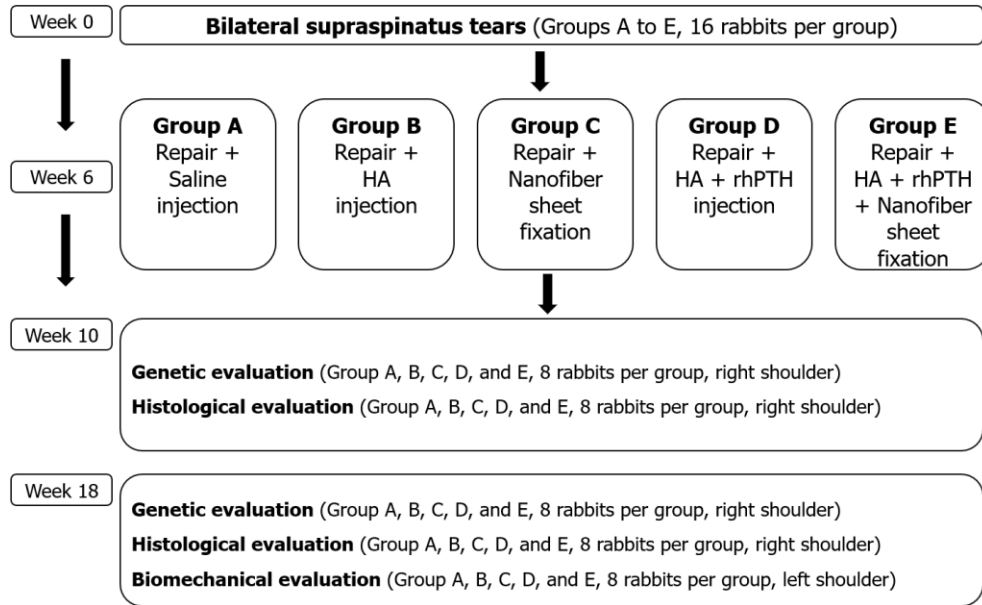 Week 0
Bilateral supraspinatus tears (Groups A to E, 16 rabbits per group)
Week 6
Group A
Repair +
Saline
injection
Group B
Repair +
HA
injection
Group C
Repair +
Nanofiber
sheet
fixation
Group D
Repair +
HA + rhPTH
injection
Group E
Repair +
HA + rhPTH
+ Nanofiber
sheet
fixation
Week 10
Genetic evaluation (Group A, B, C, D, and E, 8 rabbits per group, right shoulder)
Histological evaluation (Group A, B, C, D, and E, 8 rabbits per group, right shoulder)
Week 18
Genetic evaluation (Group A, B, C, D, and E, 8 rabbits per group, right shoulder)
Histological evaluation (Group A, B, C, D, and E, 8 rabbits per group, right shoulder)
Biomechanical evaluation (Group A, B, C, D, and E, 8 rabbits per group, left shoulder)